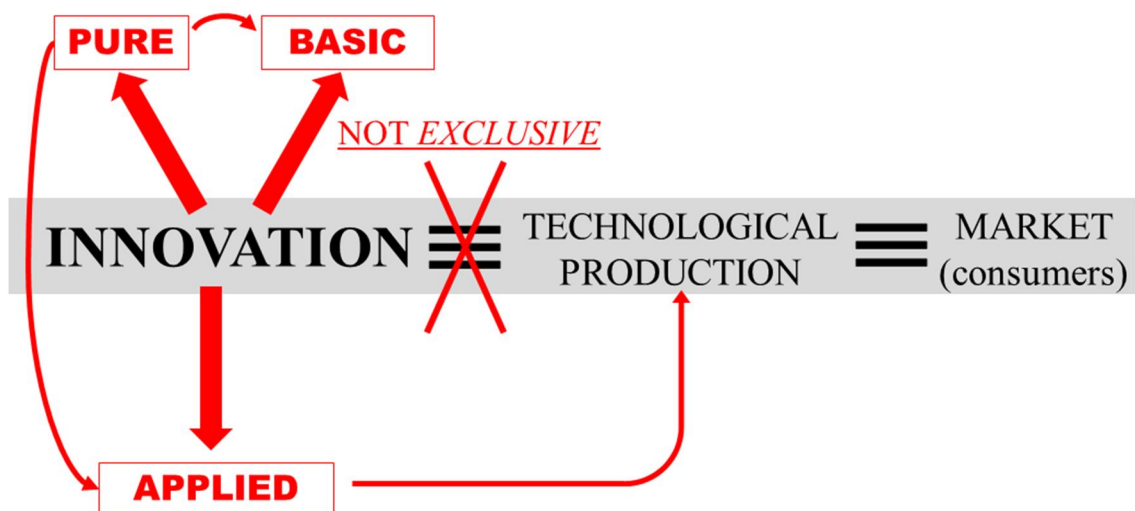 PURE
BASIC
NOT EXCLUSIVE
INNOVATION ≡ TECHNOLOGICAL PRODUCTION ≡ MARKET (consumers)
APPLIED